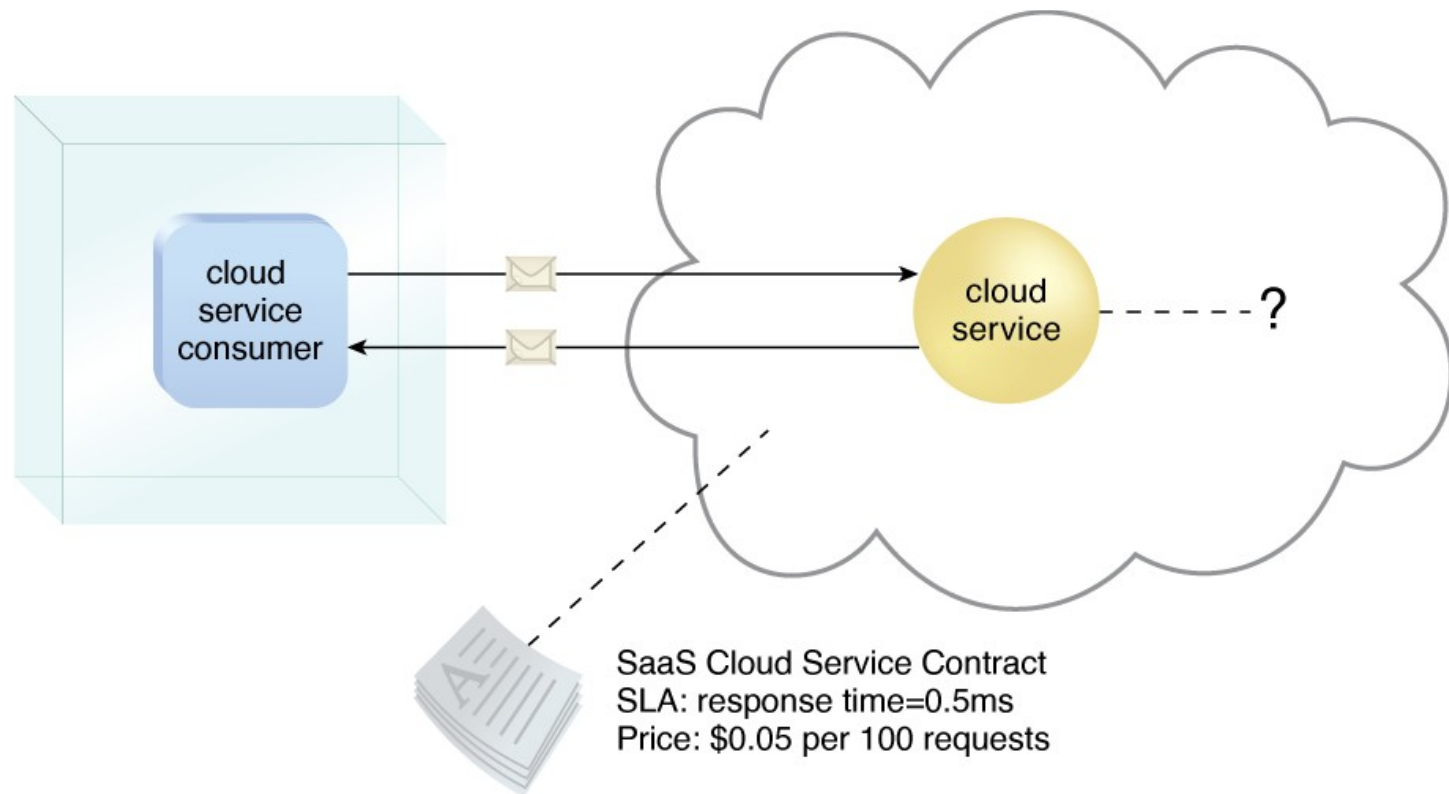 cloud
service
consumer
cloud
service
?
A
SaaS Cloud Service Contract
SLA: response time=0.5ms
Price: $0.05 per 100 requests